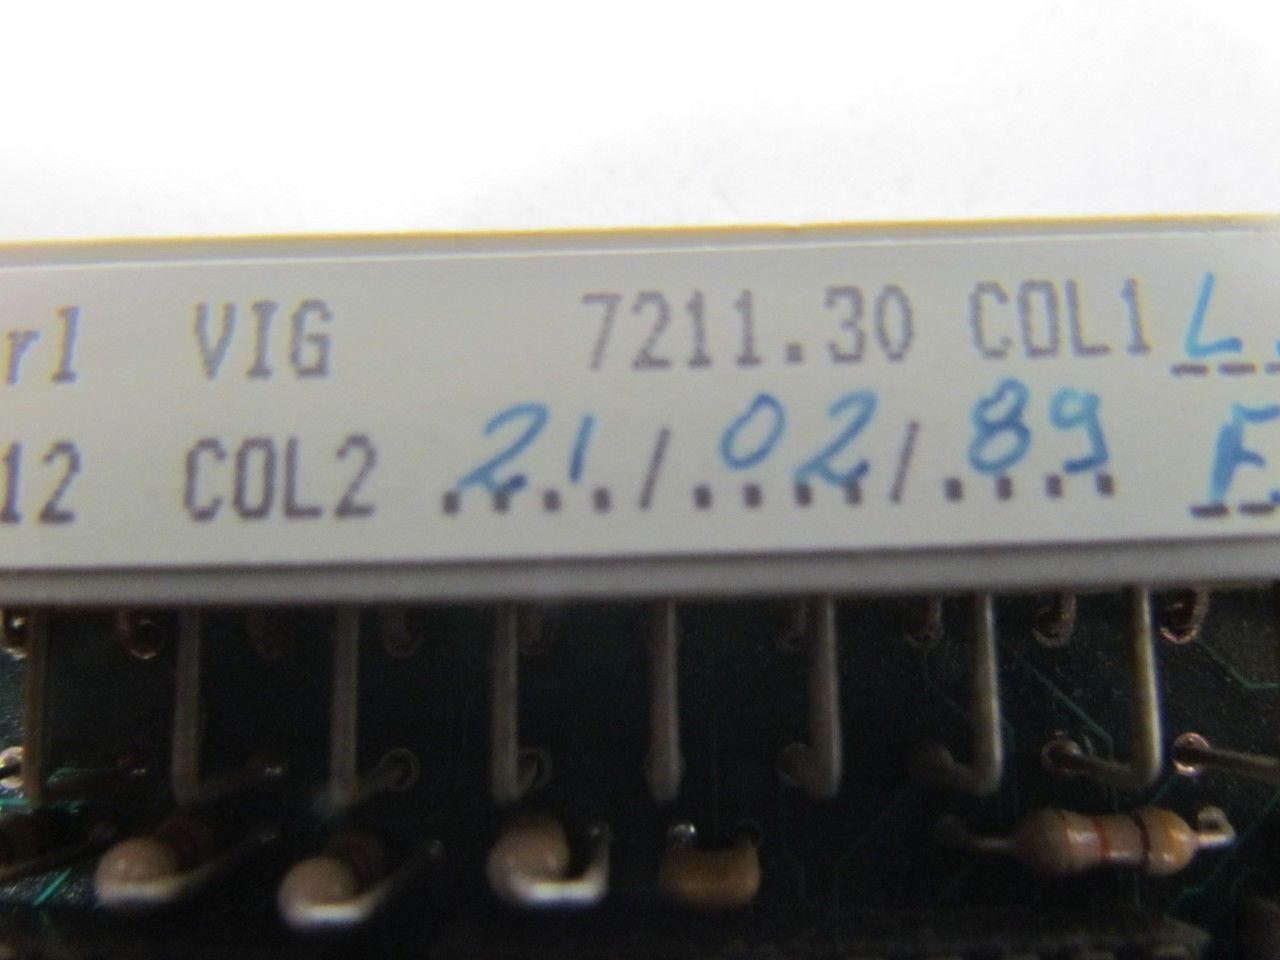 rl VIG 7211.30 COL1 L.
12 COL2 21/02/89 F.